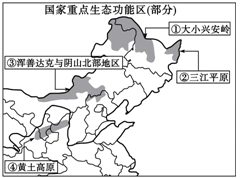 国家重点生态功能区(部分)
①大小兴安岭
③浑善达克与阴山北部地区
②三江平原
④黄土高原